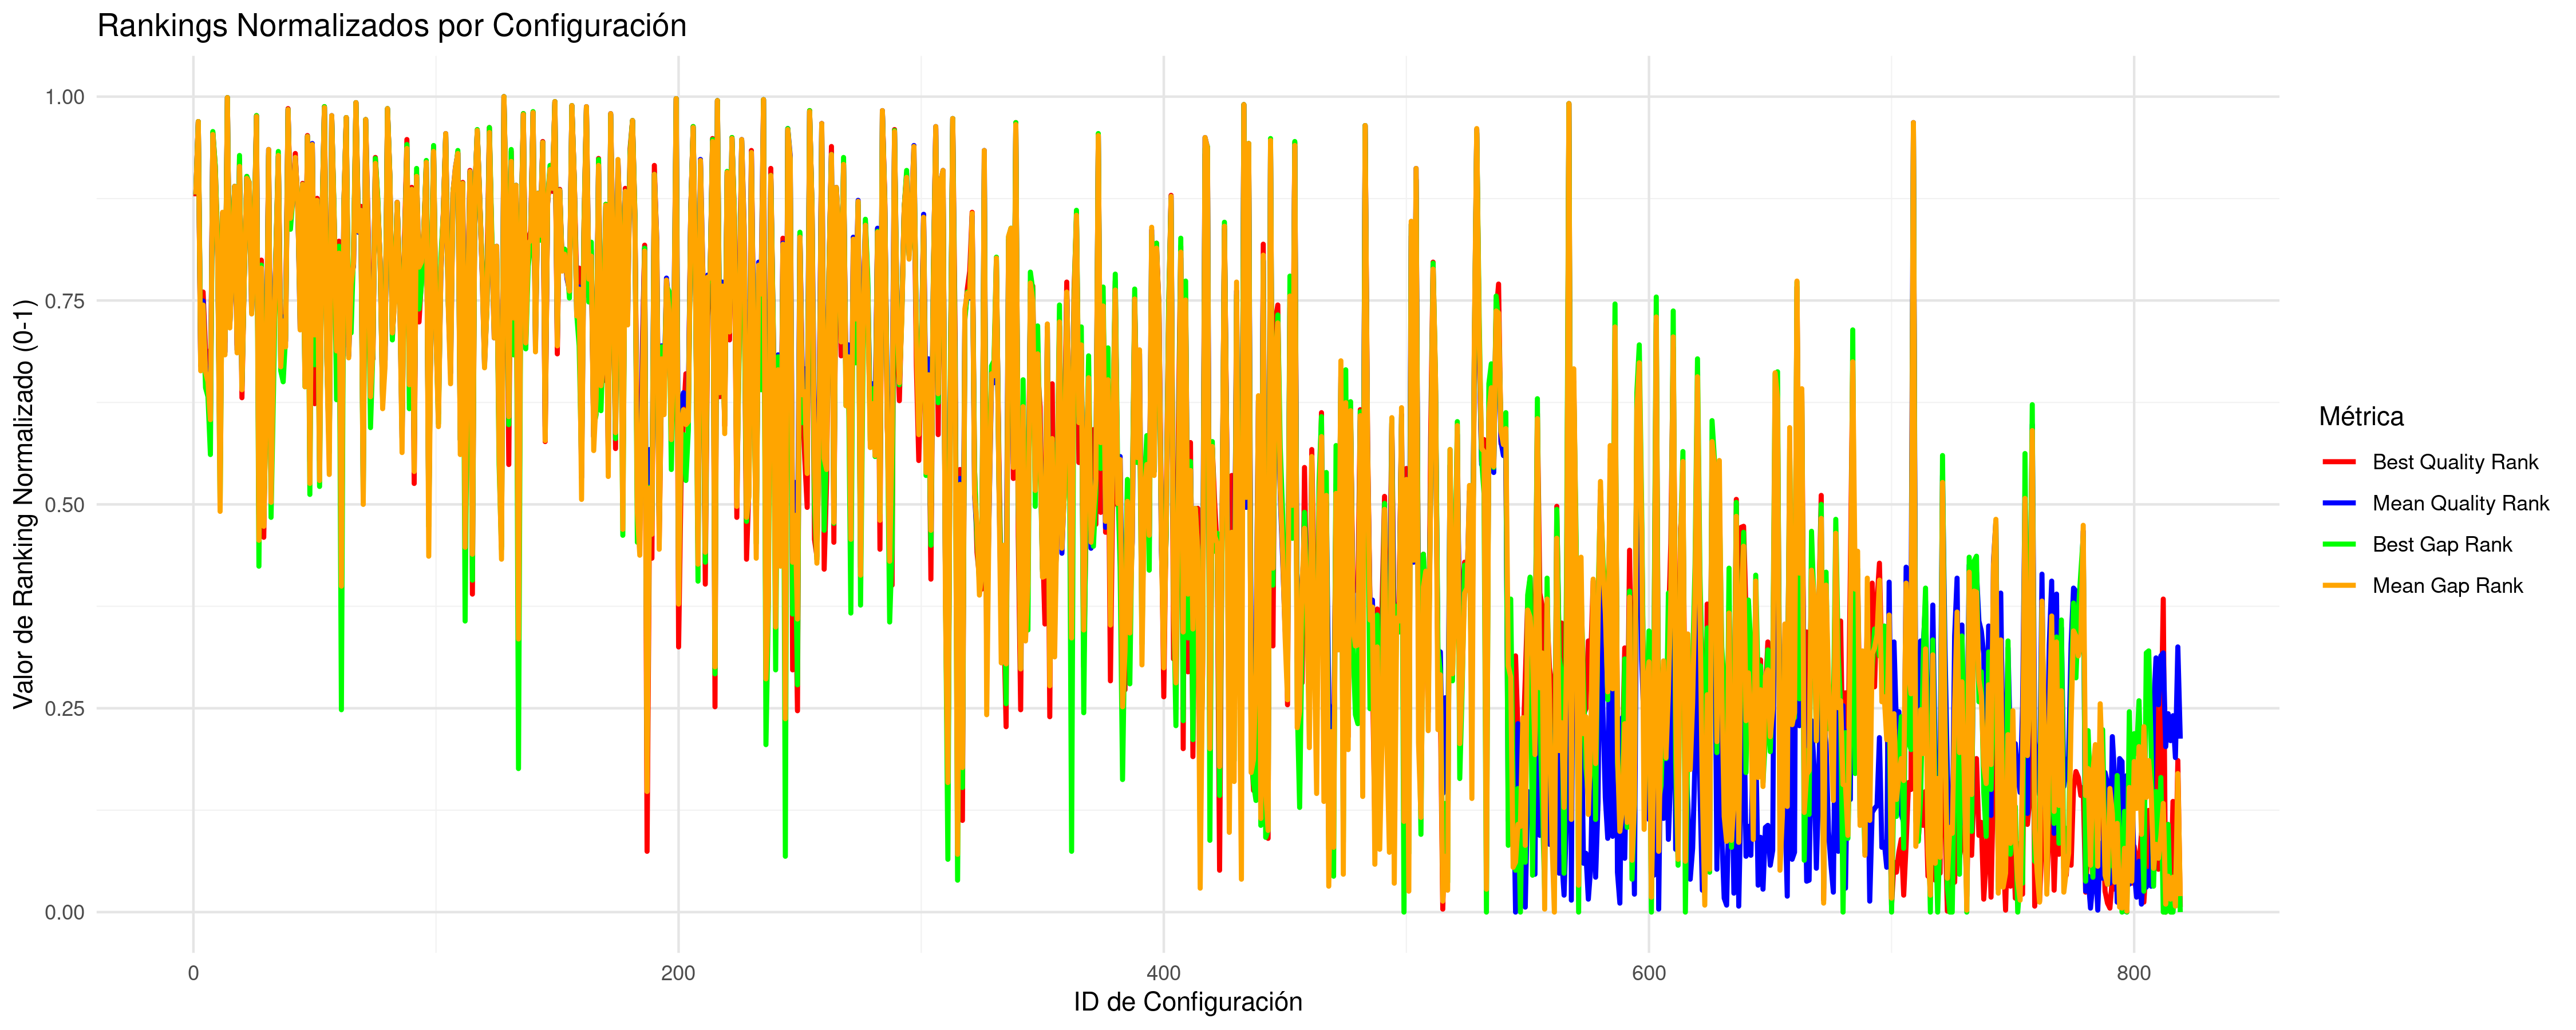 Rankings Normalizados por Configuración
Valor de Ranking Normalizado (0-1)
1.00
0.75
0.50
0.25
0.00
0
200
400
600
800
ID de Configuración
Métrica
Best Quality Rank
Mean Quality Rank
Best Gap Rank
Mean Gap Rank